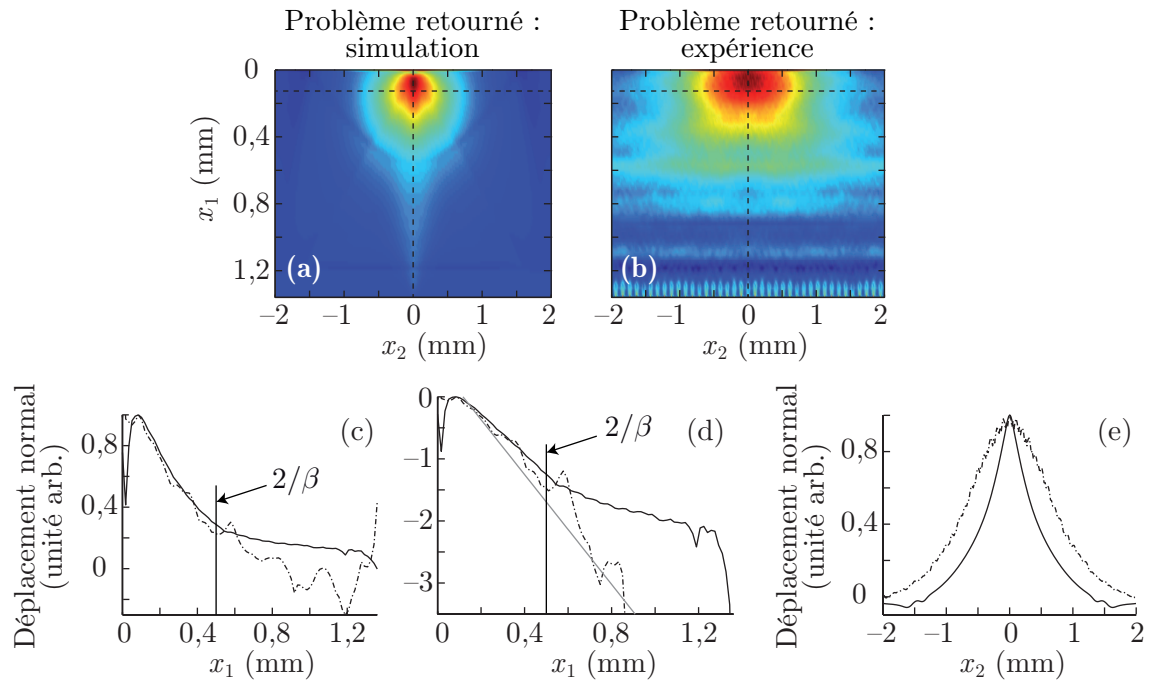 Problème retourné :
simulation
Problème retourné :
expérience
0
0,4
0,8
1,2
x₁ (mm)
(a)
(b)
−2 −1 0 1 2
−2 −1 0 1 2
x₂ (mm)
x₂ (mm)
Déplacement normal
(unité arb.)
0,8
0,4
0
(c)
2/β
0 0,4 0,8 1,2
x₁ (mm)
0
−1
−2
−3
(d)
2/β
0 0,4 0,8 1,2
x₁ (mm)
Déplacement normal
(unité arb.)
0,8
0,4
0
(e)
−2 −1 0 1 2
x₂ (mm)